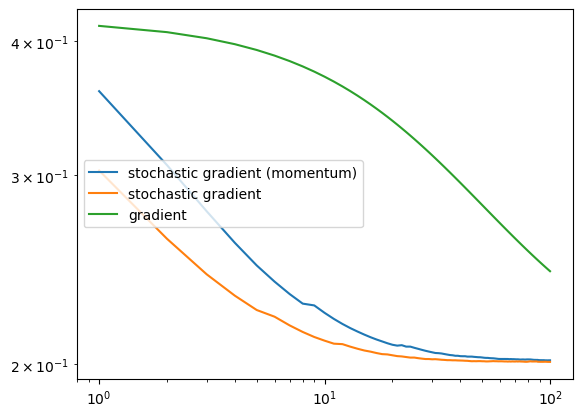 4 × 10⁻¹
3 × 10⁻¹
2 × 10⁻¹
stochastic gradient (momentum)
stochastic gradient
gradient
10⁰
10¹
10²